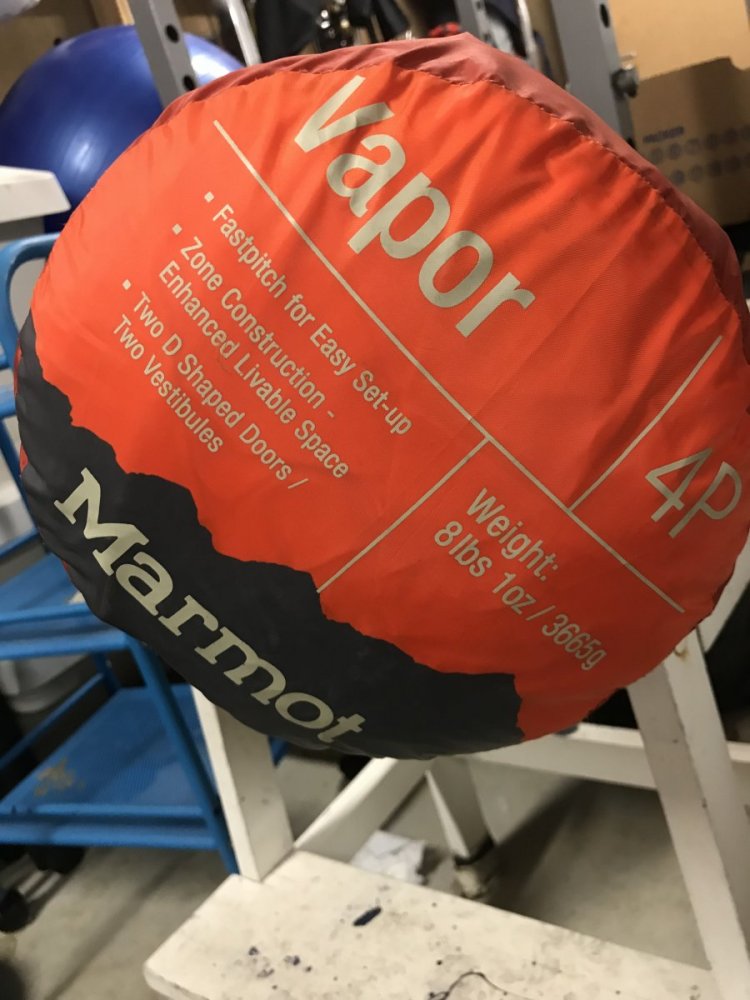 Vapor
4P
▪ Fastpitch for Easy Set-up
▪ Zone Construction -
Enhanced Livable Space
▪ Two D Shaped Doors /
Two Vestibules
Weight:
8lbs 1oz / 3665g
Marmot